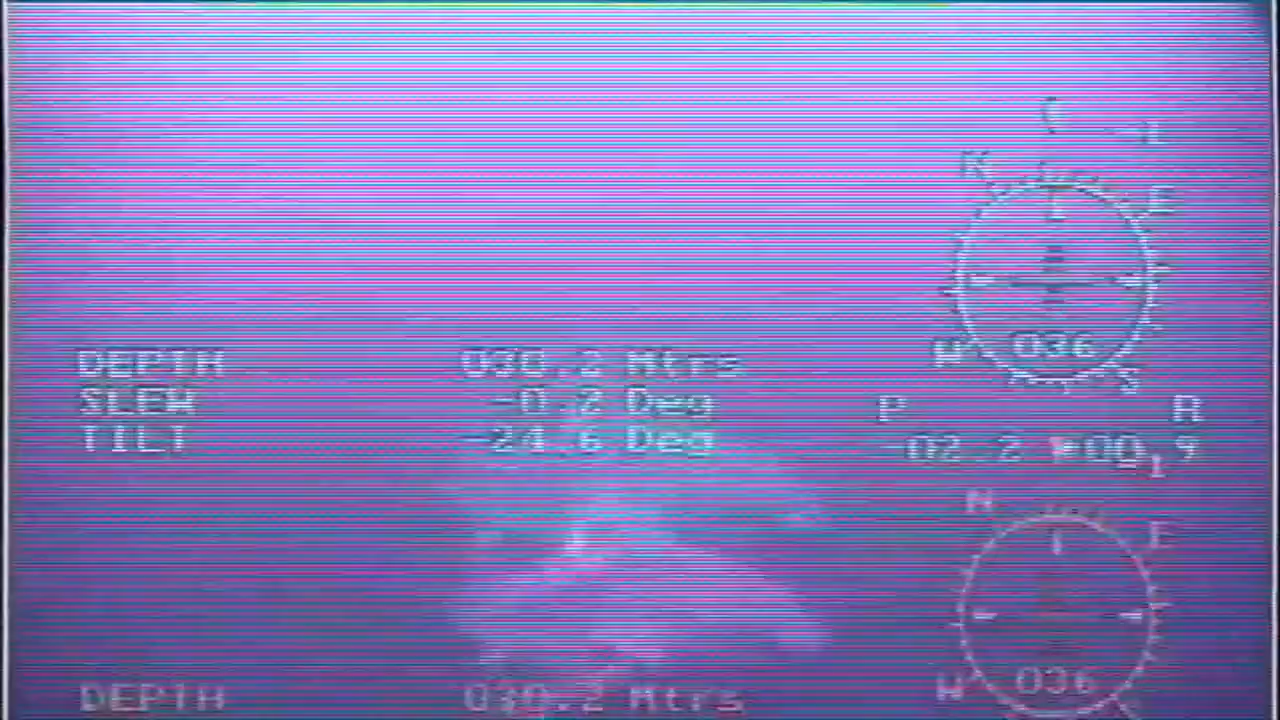 N E
W 036 S
DEPTH 030.2 Mtrs
SLEW -0.2 Deg
TILT -24.6 Deg
P R
-02.2
N E
W 036
DEPTH 030.2 Mtrs